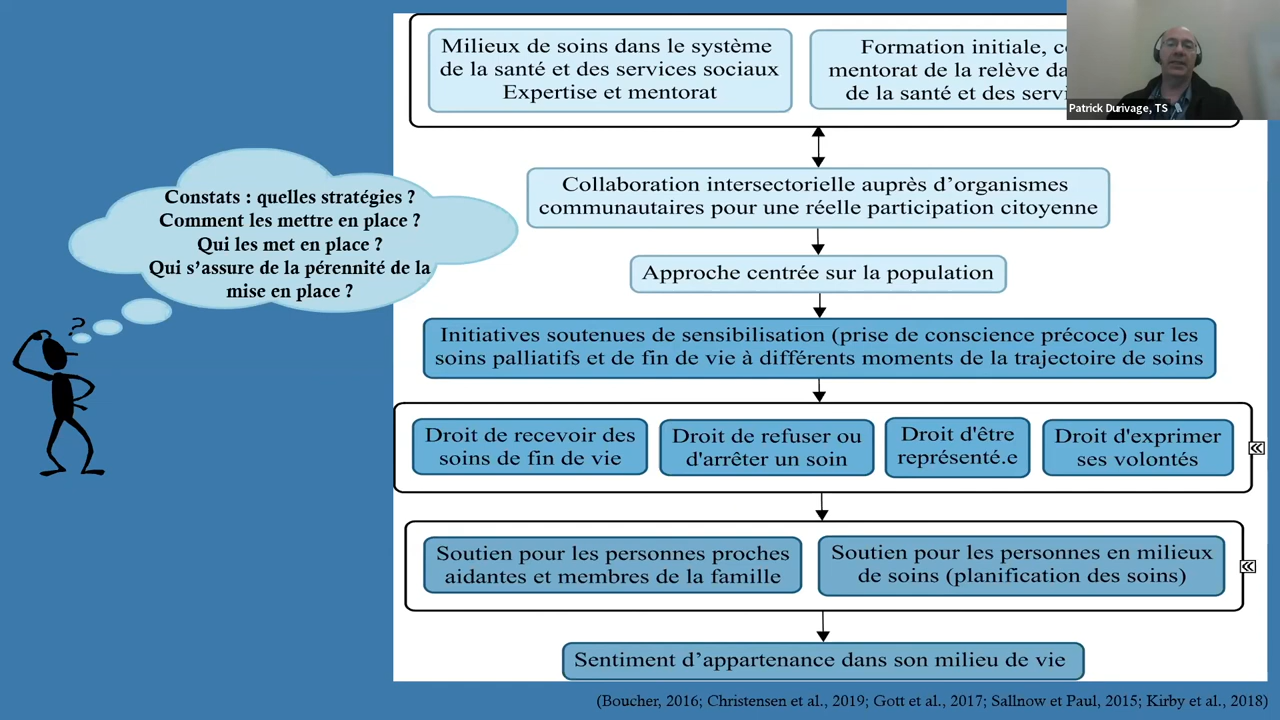 Milieux de soins dans le système
de la santé et des services sociaux
Expertise et mentorat
Formation initiale,
mentorat de la relève
de la santé et des
Patrick Durivage, TS
Constats : quelles stratégies ?
Comment les mettre en place ?
Qui les met en place ?
Qui s’assure de la pérennité de la
mise en place ?
?
Collaboration intersectorielle auprès d’organismes
communautaires pour une réelle participation citoyenne
Approche centrée sur la population
Initiatives soutenues de sensibilisation (prise de conscience précoce) sur les
soins palliatifs et de fin de vie à différents moments de la trajectoire de soins
Droit de recevoir des
soins de fin de vie
Droit de refuser ou
d'arrêter un soin
Droit d'être
représenté.e
Droit d'exprimer
ses volontés
Soutien pour les personnes proches
aidantes et membres de la famille
Soutien pour les personnes en milieux
de soins (planification des soins)
Sentiment d’appartenance dans son milieu de vie
(Boucher, 2016; Christensen et al., 2019; Gott et al., 2017; Sallnow et Paul, 2015; Kirby et al., 2018)